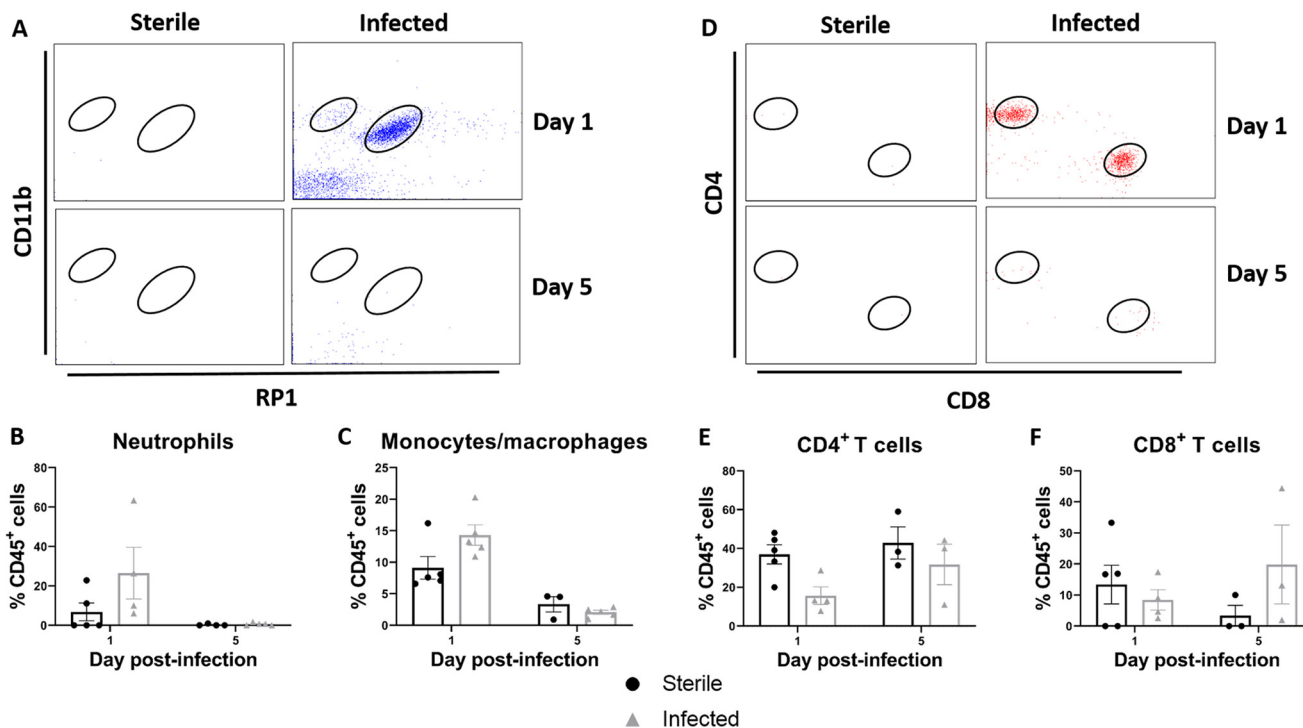 A
Sterile
Infected
CD11b
Day 1
Day 5
RP1
D
Sterile
Infected
CD4
Day 1
Day 5
CD8
B
Neutrophils
% CD45+ cells
80
60
40
20
0
1
5
Day post-infection
C
Monocytes/macrophages
% CD45+ cells
25
20
15
10
5
0
1
5
Day post-infection
E
CD4+ T cells
% CD45+ cells
80
60
40
20
0
1
5
Day post-infection
F
CD8+ T cells
% CD45+ cells
50
40
30
20
10
0
1
5
Day post-infection
Sterile
Infected